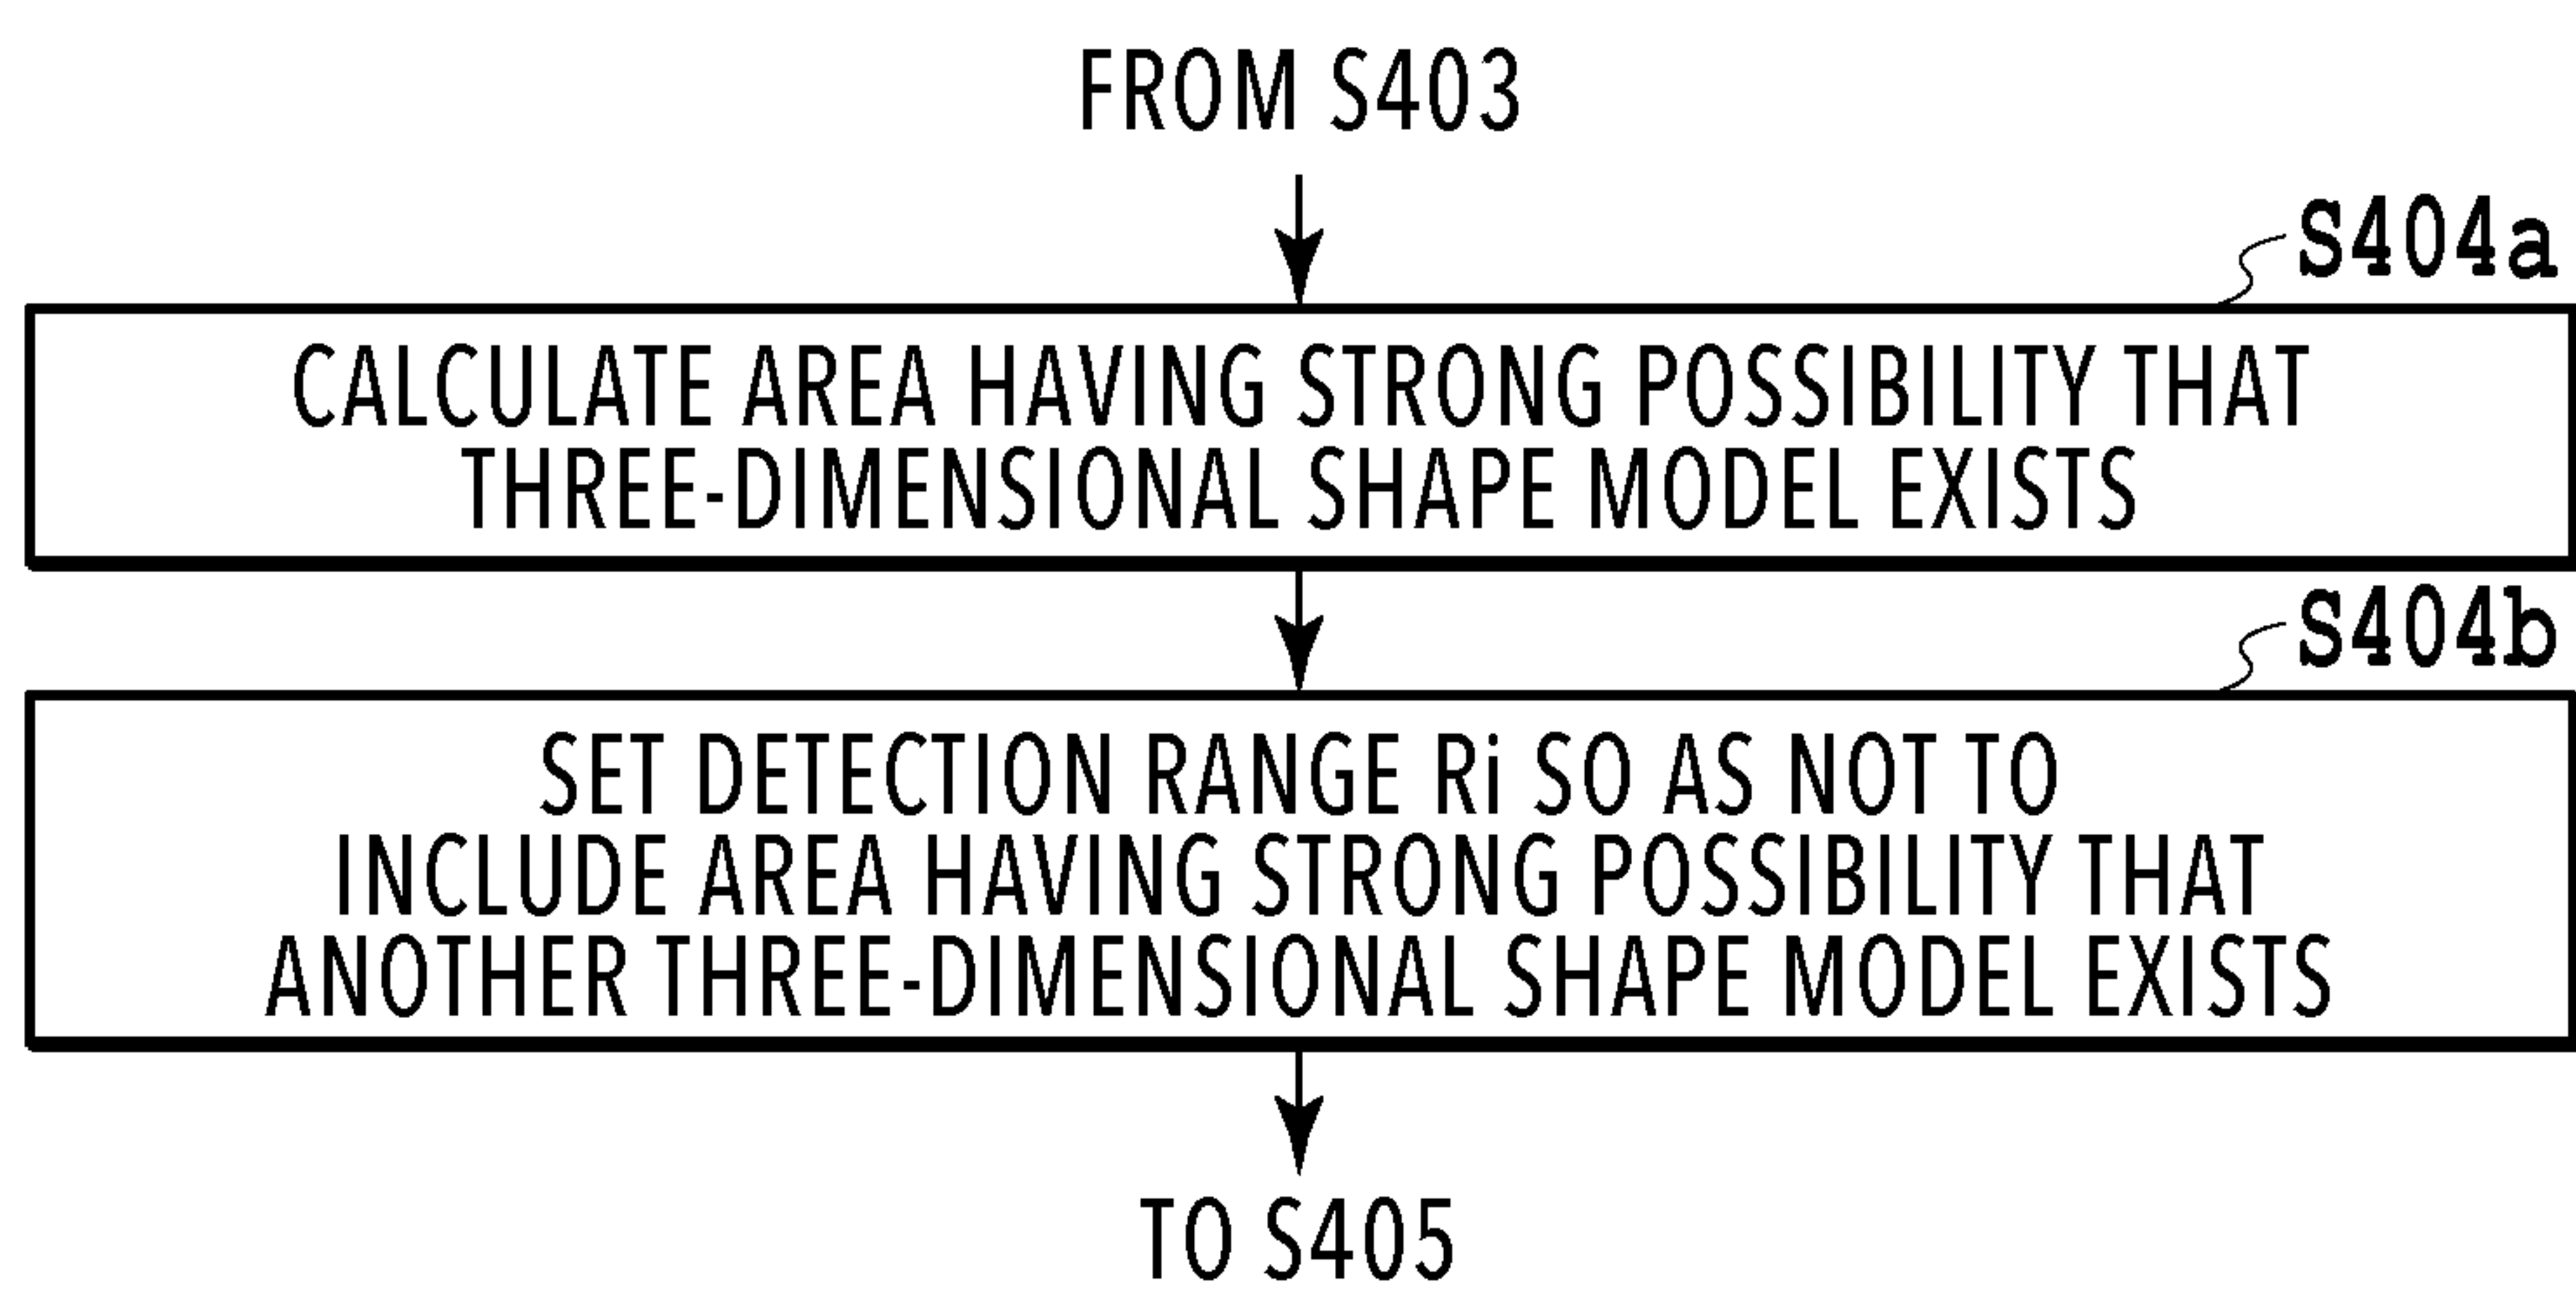 FROM S403
S404a
CALCULATE AREA HAVING STRONG POSSIBILITY THAT
THREE-DIMENSIONAL SHAPE MODEL EXISTS
S404b
SET DETECTION RANGE Ri SO AS NOT TO
INCLUDE AREA HAVING STRONG POSSIBILITY THAT
ANOTHER THREE-DIMENSIONAL SHAPE MODEL EXISTS
TO S405